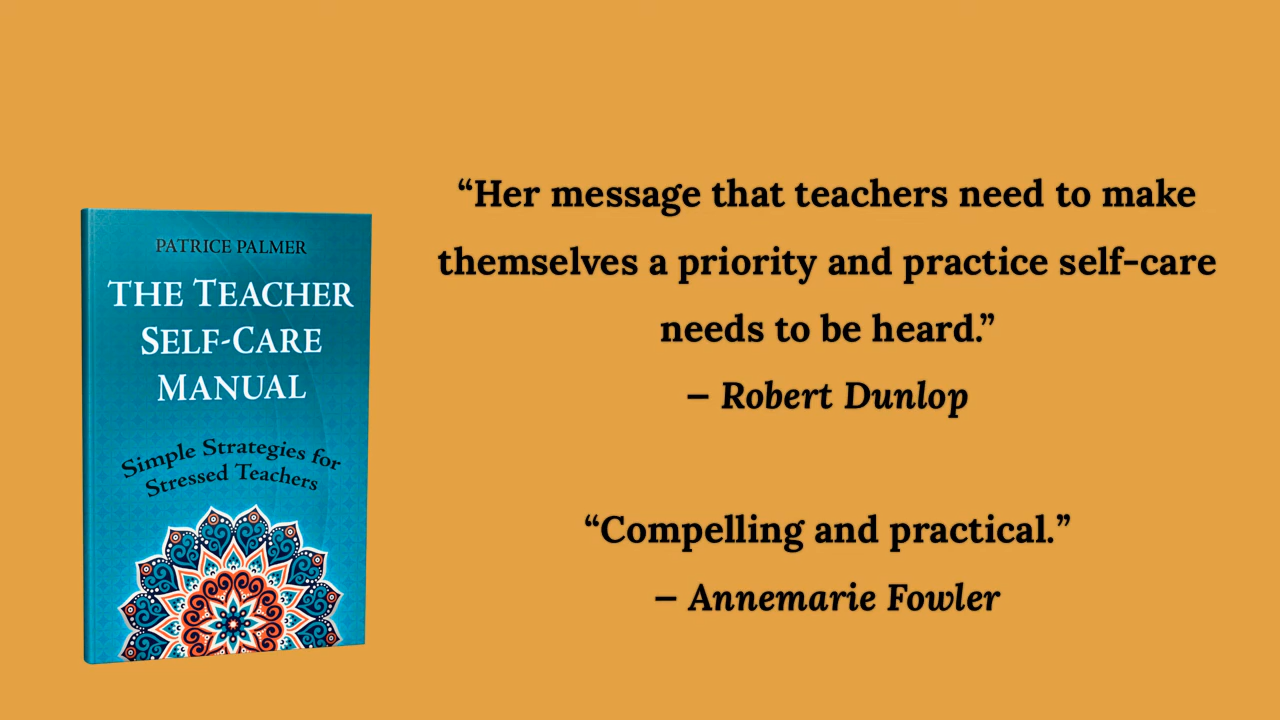 PATRICE PALMER
THE TEACHER
SELF-CARE
MANUAL
Simple Strategies for
Stressed Teachers
“Her message that teachers need to make
themselves a priority and practice self-care
needs to be heard.”
– Robert Dunlop
“Compelling and practical.”
– Annemarie Fowler